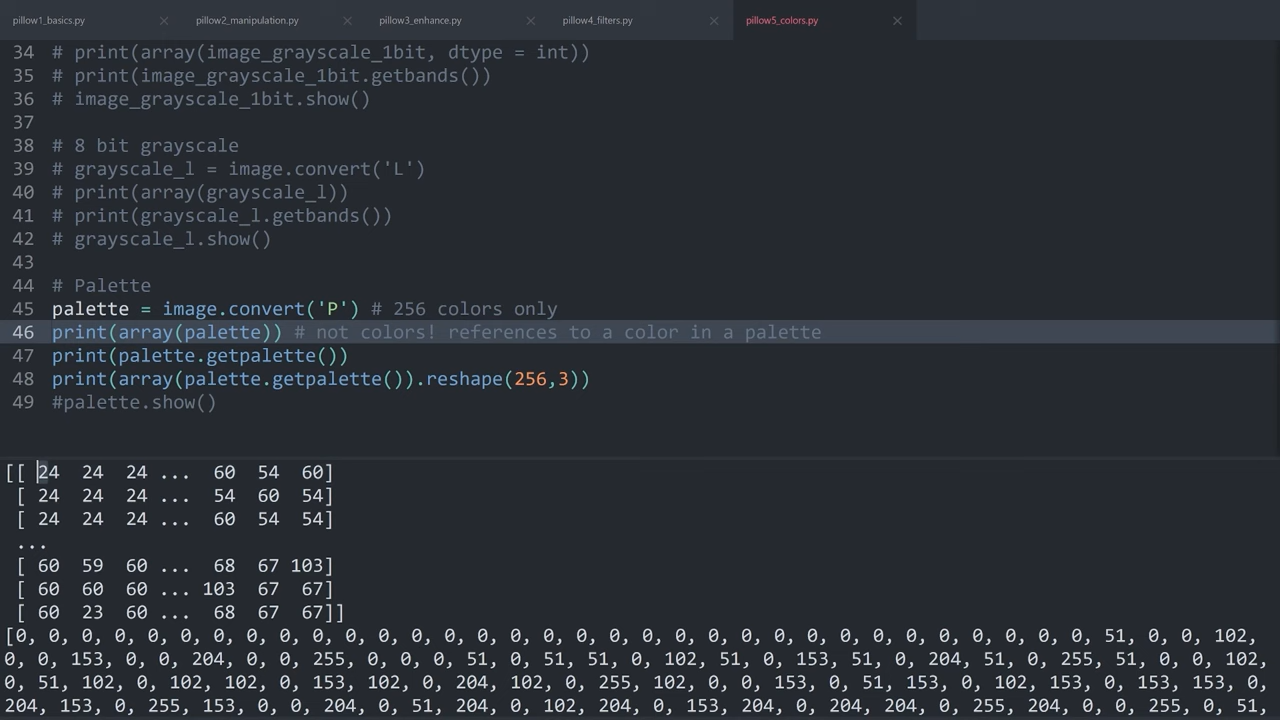 pillow1_basics.py pillow2_manipulation.py pillow3_enhance.py pillow4_filters.py pillow5_colors.py
34 # print(array(image_grayscale_1bit, dtype = int))
35 # print(image_grayscale_1bit.getbands())
36 # image_grayscale_1bit.show()
37
38 # 8 bit grayscale
39 # grayscale_l = image.convert('L')
40 # print(array(grayscale_l))
41 # print(grayscale_l.getbands())
42 # grayscale_l.show()
43
44 # Palette
45 palette = image.convert('P') # 256 colors only
46 print(array(palette)) # not colors! references to a color in a palette
47 print(palette.getpalette())
48 print(array(palette.getpalette()).reshape(256,3))
49 #palette.show()
[[ 24 24 24 ... 60 54 60]
[ 24 24 24 ... 54 60 54]
[ 24 24 24 ... 60 54 54]
...
[ 60 59 60 ... 68 67 103]
[ 60 60 60 ... 103 67 67]
[ 60 23 60 ... 68 67 67]]
[0, 0, 0, 0, 0, 0, 0, 0, 0, 0, 0, 0, 0, 0, 0, 0, 0, 0, 0, 0, 0, 0, 0, 0, 0, 0, 0, 0, 0, 0, 0, 0, 0, 51, 0, 0, 102,
0, 0, 153, 0, 0, 204, 0, 0, 255, 0, 0, 0, 51, 0, 51, 51, 0, 102, 51, 0, 153, 51, 0, 204, 51, 0, 255, 51, 0, 0, 102,
0, 51, 102, 0, 102, 102, 0, 153, 102, 0, 204, 102, 0, 255, 102, 0, 0, 153, 0, 51, 153, 0, 102, 153, 0, 153, 153, 0,
204, 153, 0, 255, 153, 0, 0, 204, 0, 51, 204, 0, 102, 204, 0, 153, 204, 0, 204, 204, 0, 255, 204, 0, 0, 255, 0, 51,